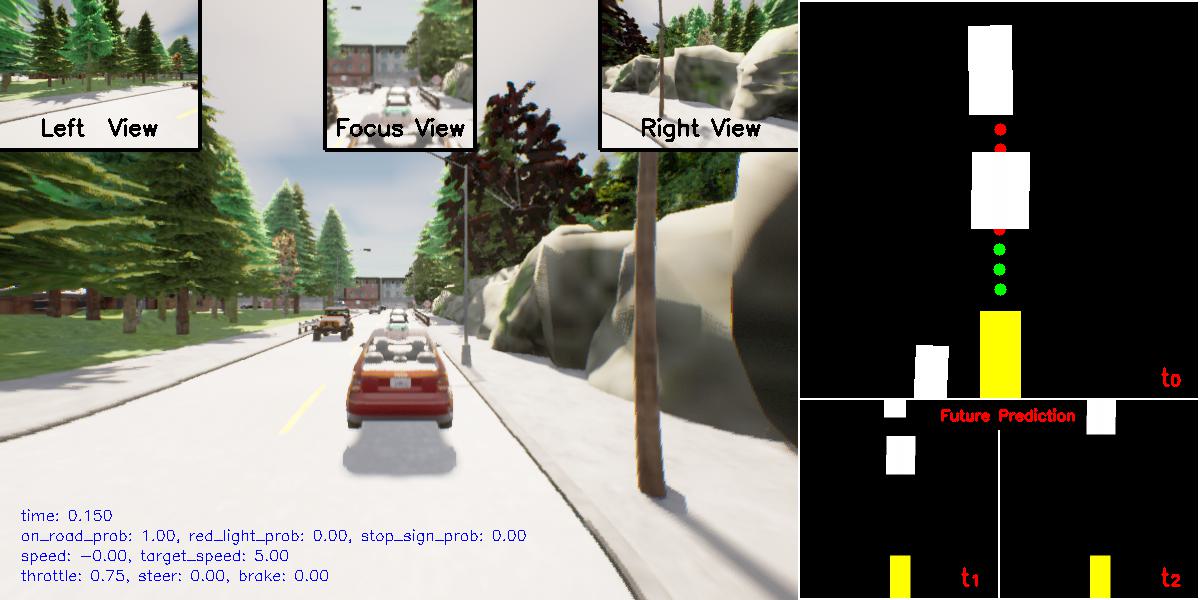 Left View
Focus View
Right View
t0
Future Prediction
time: 0.150
on_road_prob: 1.00, red_light_prob: 0.00, stop_sign_prob: 0.00
speed: −0.00, target_speed: 5.00
throttle: 0.75, steer: 0.00, brake: 0.00
t1
t2